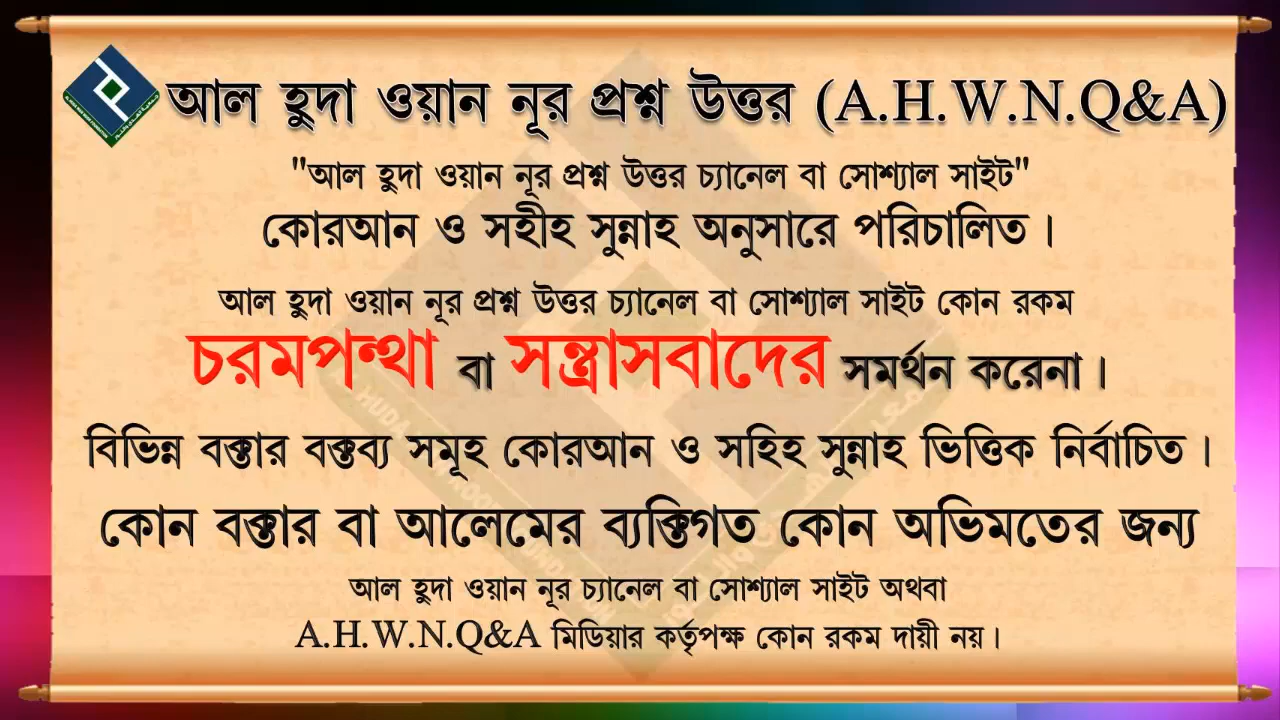 আল হুদা ওয়ান নূর প্রশ্ন উত্তর (A.H.W.N.Q&A)
"আল হুদা ওয়ান নূর প্রশ্ন উত্তর চ্যানেল বা সোশ্যাল সাইট"
কোরআন ও সহীহ সুন্নাহ অনুসারে পরিচালিত।
আল হুদা ওয়ান নূর প্রশ্ন উত্তর চ্যানেল বা সোশ্যাল সাইট কোন রকম
চরমপন্থা বা সন্ত্রাসবাদের সমর্থন করেনা।
বিভিন্ন বক্তার বক্তব্য সমূহ কোরআন ও সহিহ সুন্নাহ ভিত্তিক নির্বাচিত।
কোন বক্তার বা আলেমের ব্যক্তিগত কোন অভিমতের জন্য
আল হুদা ওয়ান নূর চ্যানেল বা সোশ্যাল সাইট অথবা
A.H.W.N.Q&A মিডিয়ার কর্তৃপক্ষ কোন রকম দায়ী নয়।